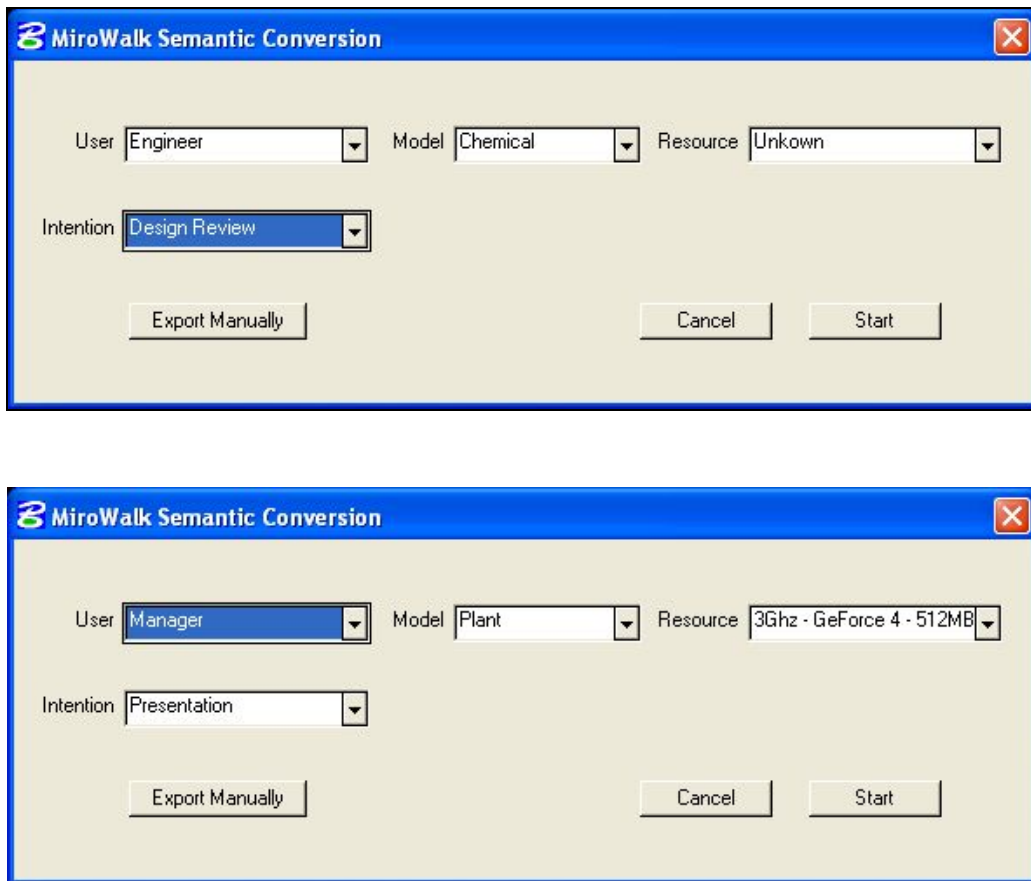 MiroWalk Semantic Conversion
User Engineer Model Chemical Resource Unkown
Intention Design Review
Export Manually Cancel Start
MiroWalk Semantic Conversion
User Manager Model Plant Resource 3Ghz - GeForce 4 - 512MB
Intention Presentation
Export Manually Cancel Start